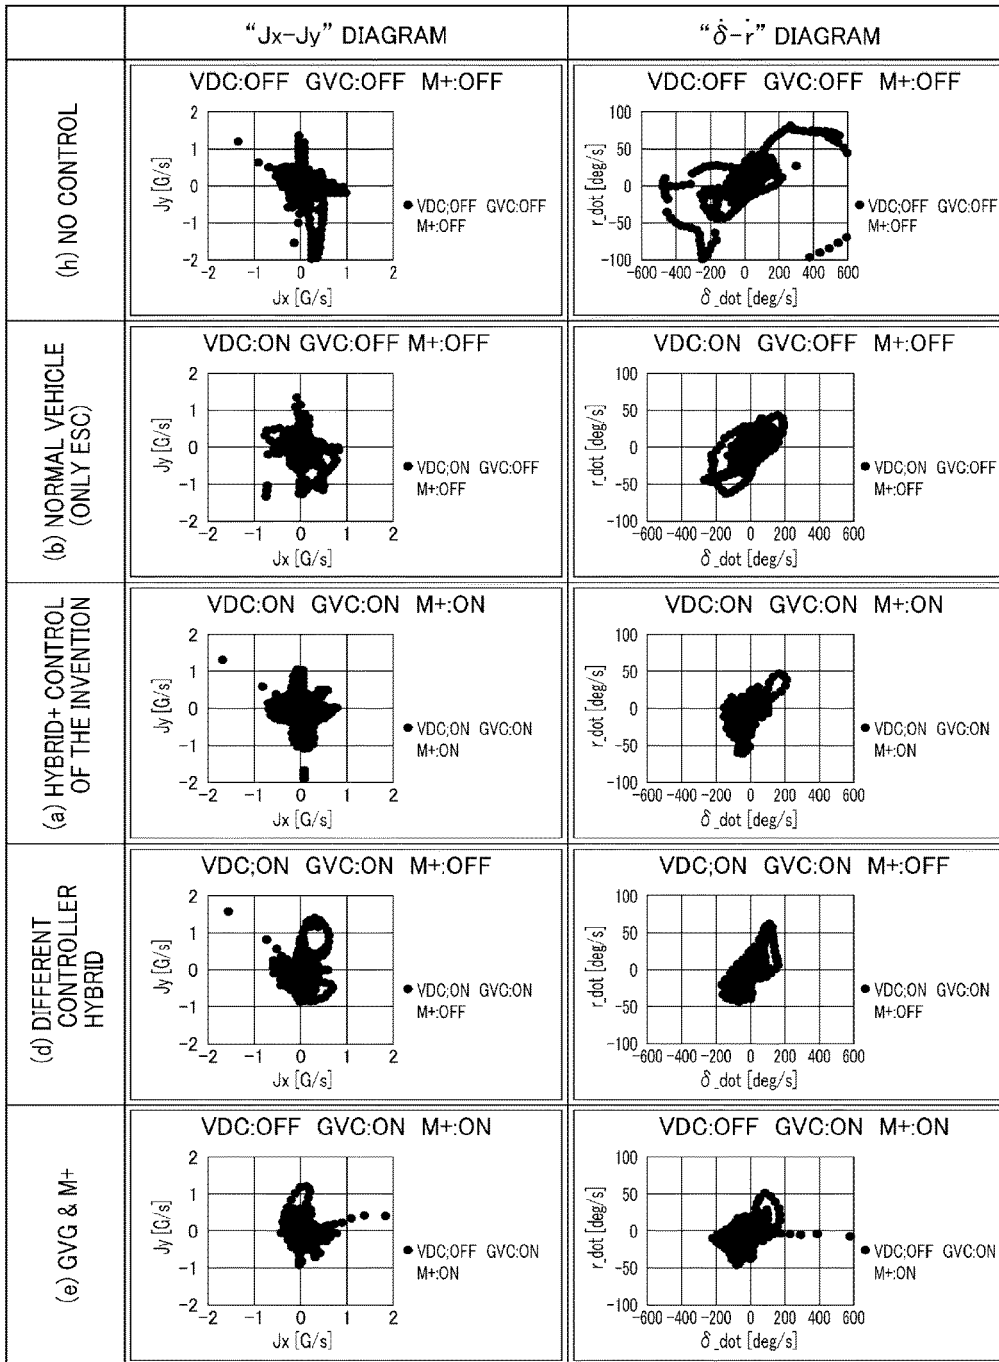 “Jx-Jy” DIAGRAM
“δ̇-ṙ” DIAGRAM
(h) NO CONTROL
VDC:OFF GVC:OFF M+:OFF
2
1
0
-1
-2
Jy [G/s]
-2 -1 0 1 2
Jx [G/s]
VDC;OFF GVC:OFF
M+:OFF
VDC:OFF GVC:OFF M+:OFF
100
50
0
-50
-100
r_dot [deg/s]
-600 -400 -200 0 200 400 600
δ_dot [deg/s]
VDC;OFF GVC:OFF
M+:OFF
(b) NORMAL VEHICLE
(ONLY ESC)
VDC:ON GVC:OFF M+:OFF
2
1
0
-1
-2
Jy [G/s]
-2 -1 0 1 2
Jx [G/s]
VDC;ON GVC:OFF
M+:OFF
VDC:ON GVC:OFF M+:OFF
100
50
0
-50
-100
r_dot [deg/s]
-600 -400 -200 0 200 400 600
δ_dot [deg/s]
VDC;ON GVC:OFF
M+:OFF
(a) HYBRID+ CONTROL
OF THE INVENTION
VDC:ON GVC:ON M+:ON
2
1
0
-1
-2
Jy [G/s]
-2 -1 0 1 2
Jx [G/s]
VDC;ON GVC:ON
M+:ON
VDC:ON GVC:ON M+:ON
100
50
0
-50
-100
r_dot [deg/s]
-600 -400 -200 0 200 400 600
δ_dot [deg/s]
VDC;ON GVC:ON
M+:ON
(d) DIFFERENT
CONTROLLER
HYBRID
VDC;ON GVC:ON M+:OFF
2
1
0
-1
-2
Jy [G/s]
-2 -1 0 1 2
Jx [G/s]
VDC;ON GVC:ON
M+:OFF
VDC;ON GVC:ON M+:OFF
100
50
0
-50
-100
r_dot [deg/s]
-600 -400 -200 0 200 400 600
δ_dot [deg/s]
VDC;ON GVC:ON
M+:OFF
(e) GVG & M+
VDC:OFF GVC:ON M+:ON
2
1
0
-1
-2
Jy [G/s]
-2 -1 0 1 2
Jx [G/s]
VDC;OFF GVC:ON
M+:ON
VDC:OFF GVC:ON M+:ON
100
50
0
-50
-100
r_dot [deg/s]
-600 -400 -200 0 200 400 600
δ_dot [deg/s]
VDC;OFF GVC:ON
M+:ON